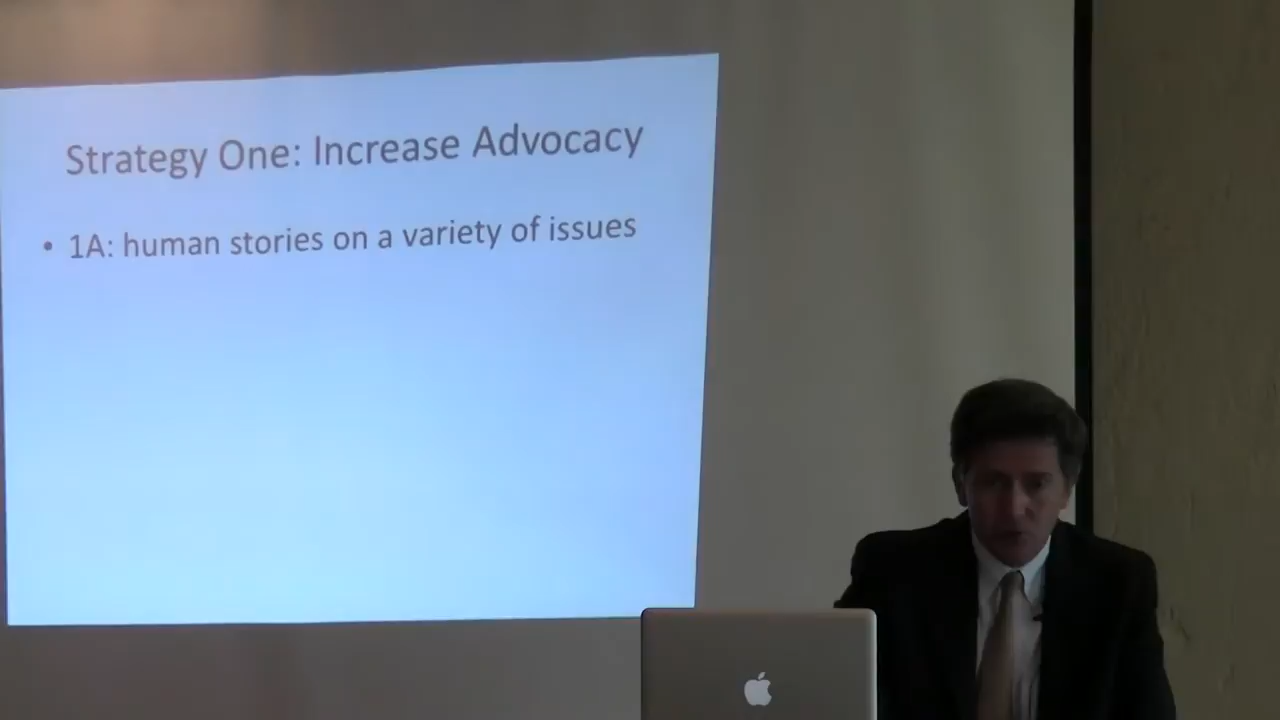 Strategy One: Increase Advocacy
• 1A: human stories on a variety of issues